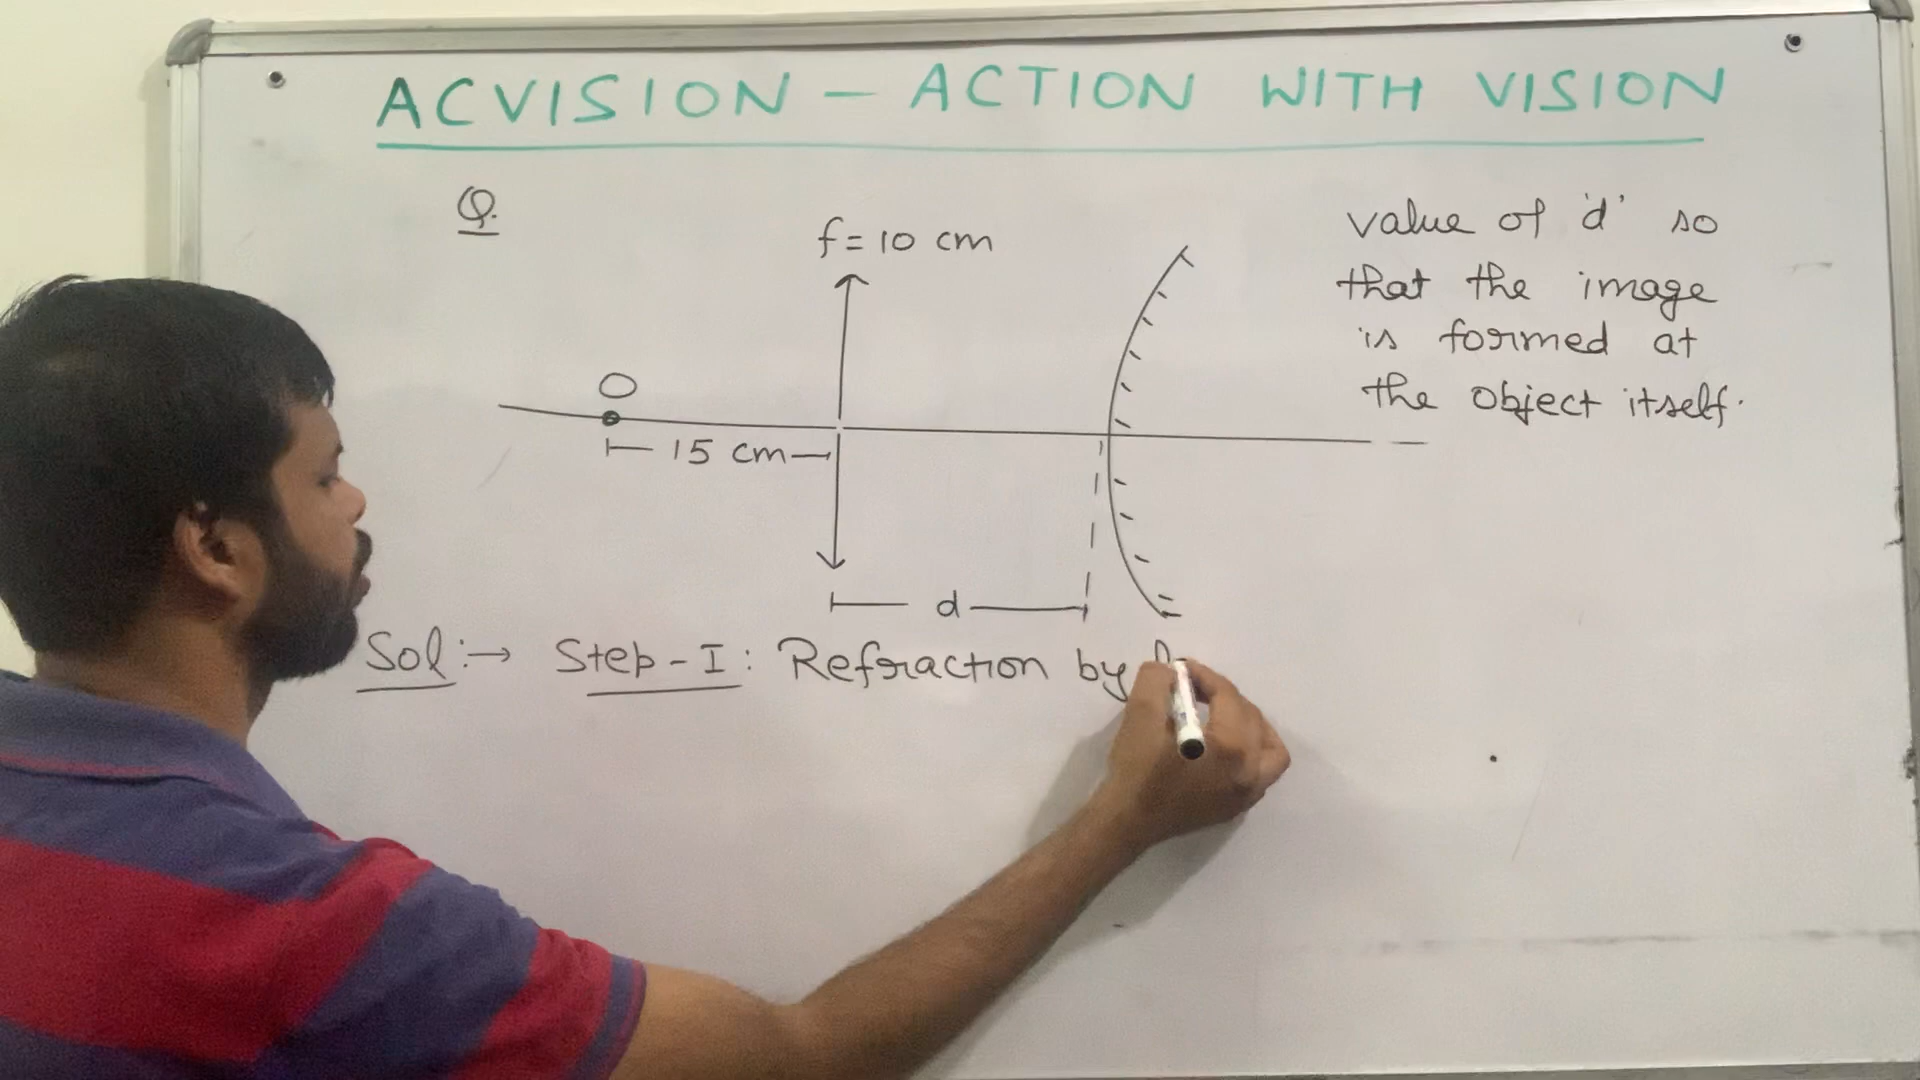 ACVISION - ACTION WITH VISION
Q.
f = 10 cm
value of 'd' so
that the image
is formed at
the object itself.
O
15 cm
d
Sol:→ Step-I: Refraction by